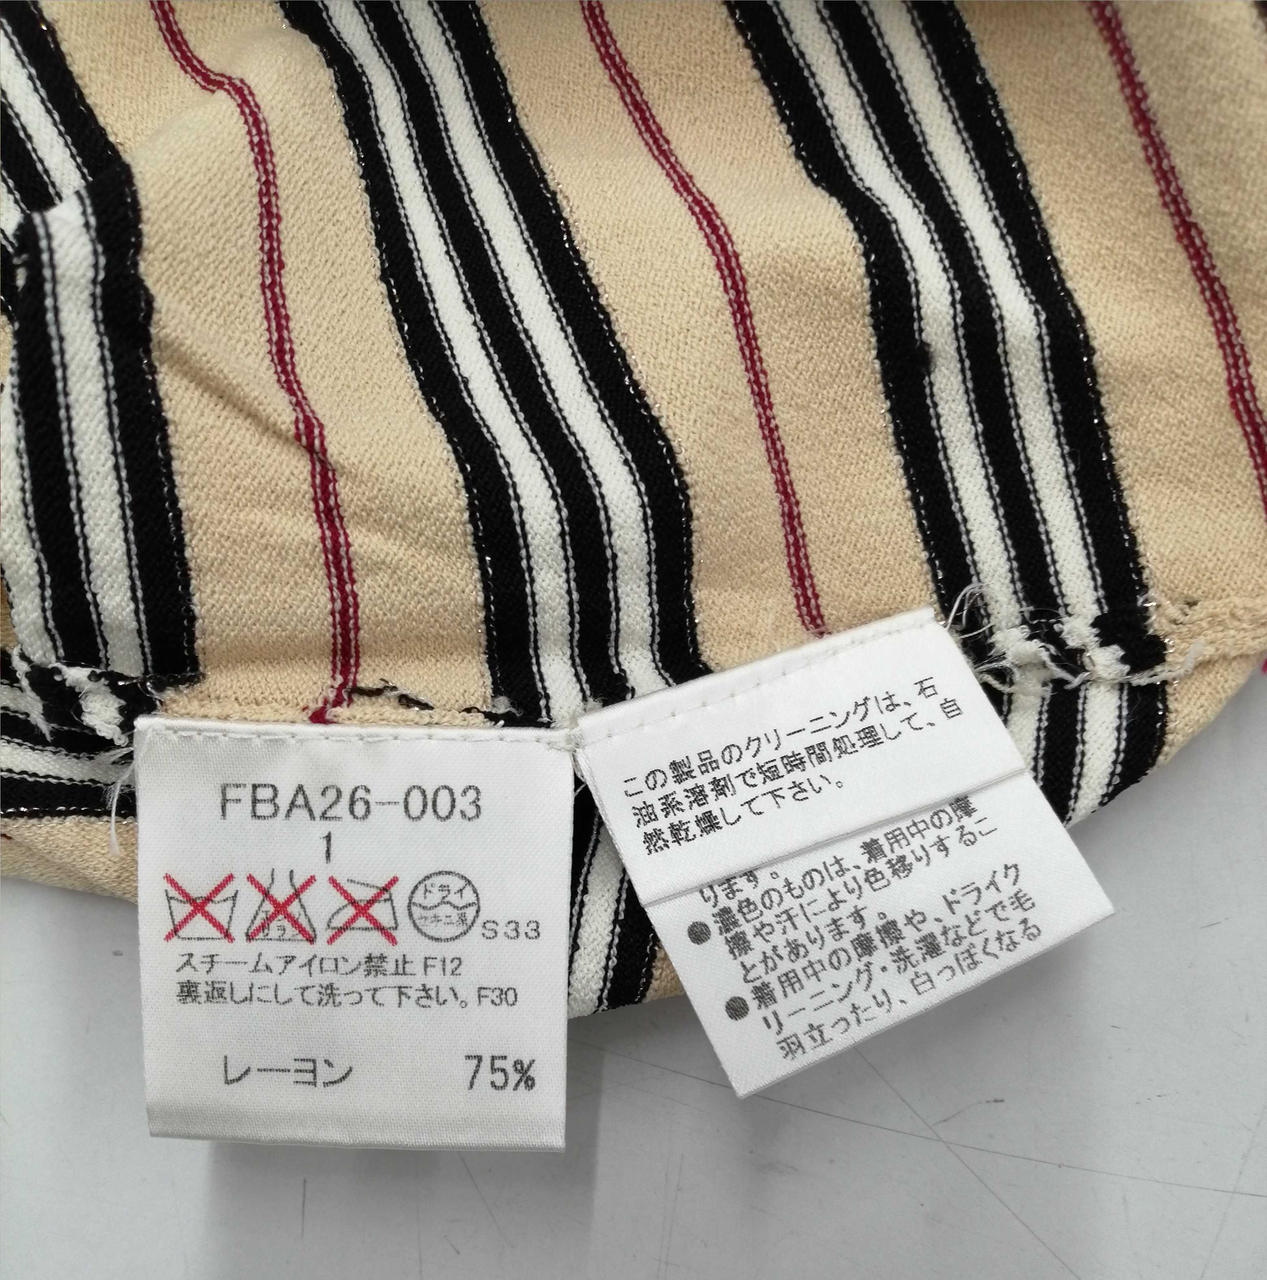 FBA26-003
1
エンソ
ドライ
セキユ系
S33
スチームアイロン禁止 F12
裏返しにして洗って下さい。F30
レーヨン 75%
この製品のクリーニングは、石
油系溶剤で短時間処理して、自
然乾燥して下さい。
ります。
●濃色のものは、着用中の摩
擦や汗により色移りするこ
とがあります。
●着用中の摩擦や、ドライク
リーニング・洗濯などで毛
羽立ったり、白っぽくなる